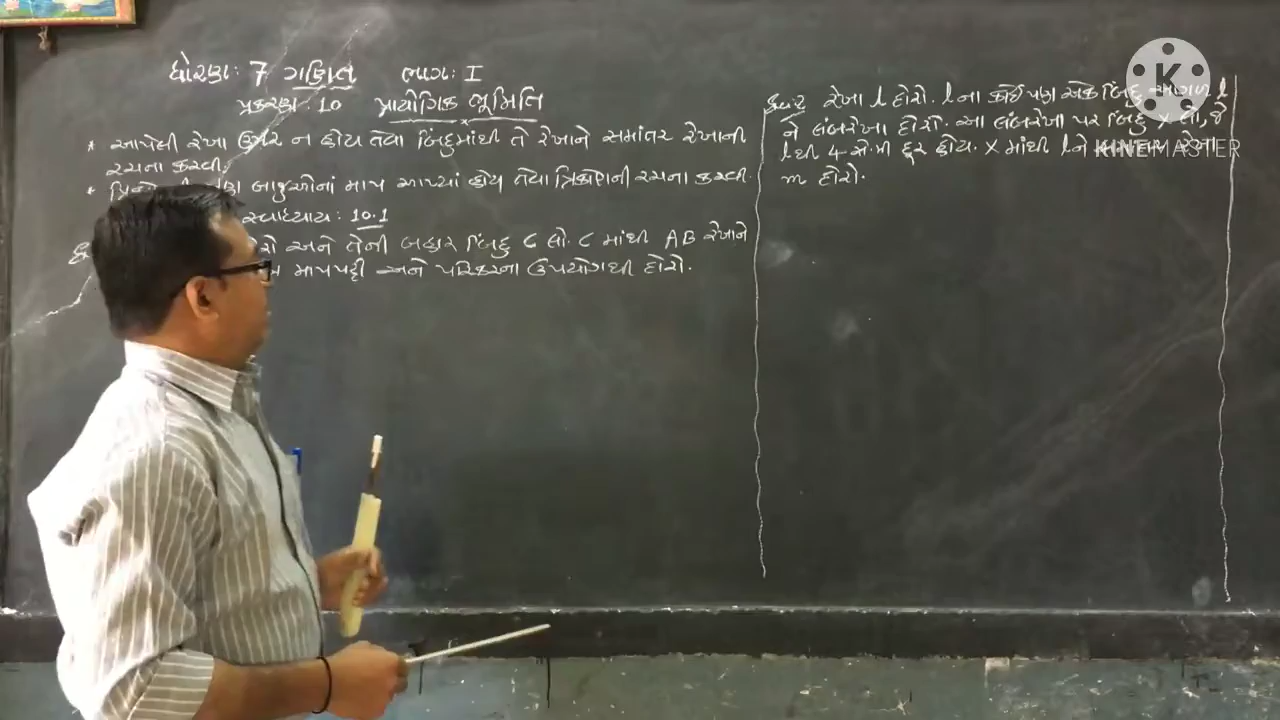 ધોરણ : 7 ગણિત ભાગ : I
પ્રકરણ : 10 પ્રાયોગિક ભૂમિતિ
* આપેલી રેખા ઉપર ન હોય તેવા બિંદુમાંથી તે રેખાને સમાંતર રેખાની
રચના કરવી.
* બાજુઓનાં માપ આપ્યાં હોય તેવા ત્રિકોણની રચના કરવી.
સ્વાધ્યાય : 10.1
અને તેની બહાર બિંદુ C લો. C માંથી AB રેખાને
માપપટ્ટી અને પરિકરના ઉપયોગથી દોરો.
રેખા l દોરો. l ના કોઈ પણ એક બિંદુ આગળ l
ને લંબરેખા દોરો. આ લંબરેખા પર બિંદુ X લો, જે
l થી 4 સે.મી દૂર હોય. X માંથી l ને રેખા
m દોરો.
K
KINEMASTER